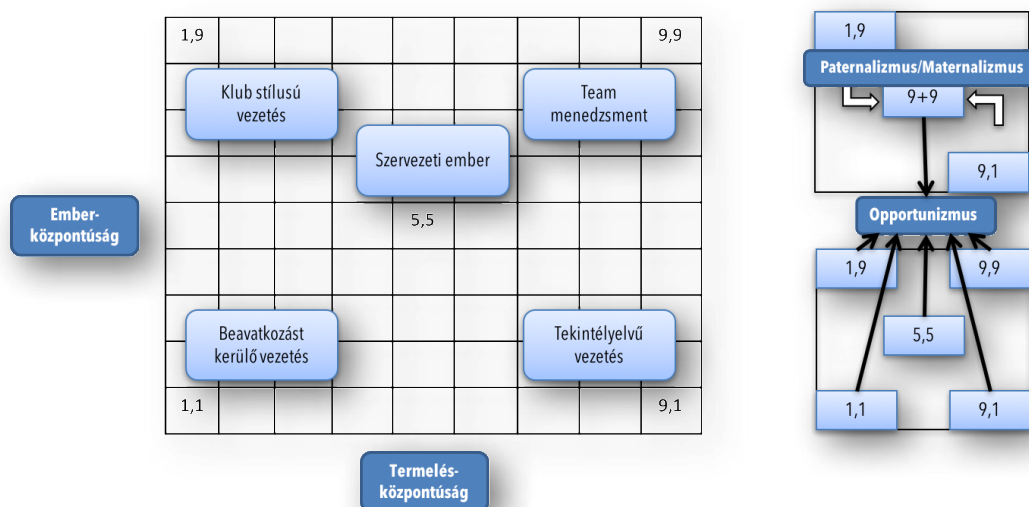 1,9
9,9
Klub stílusú
vezetés
Team
menedzsment
Szervezeti ember
5,5
Ember-
központúság
Beavatkozást
kerülő vezetés
Tekintélyelvű
vezetés
1,1
9,1
Termelés-
központúság
1,9
Paternalizmus/Maternalizmus
9+9
9,1
Opportunizmus
1,9
9,9
5,5
1,1
9,1